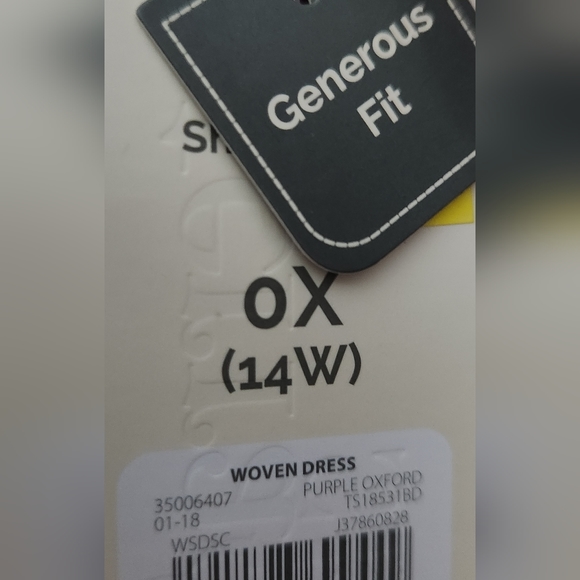 Generous
Fit
0X
(14W)
WOVEN DRESS
35006407
PURPLE OXFORD
01-18
TS18531BD
WSDSC
J37860828